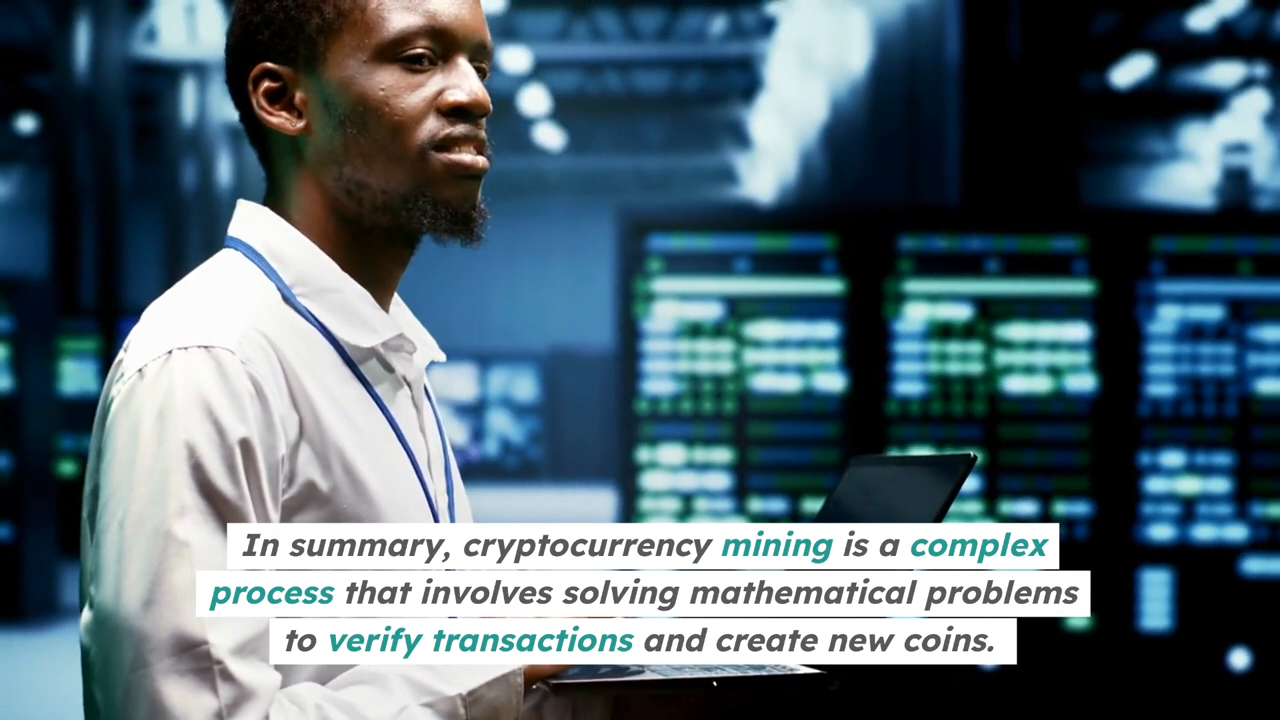 In summary, cryptocurrency mining is a complex
process that involves solving mathematical problems
to verify transactions and create new coins.